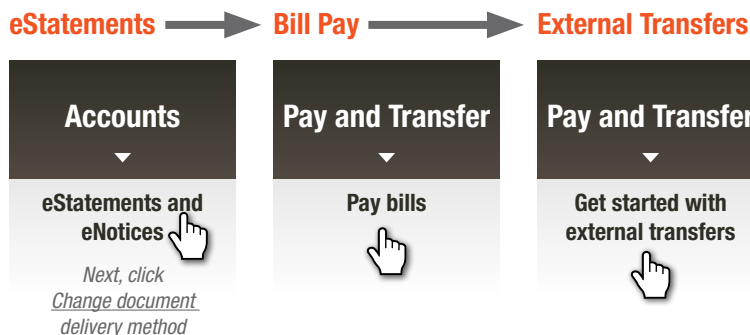 eStatements Bill Pay External Transfers
Accounts
eStatements and
eNotices
Next, click
Change document
delivery method
Pay and Transfer
Pay bills
Pay and Transfer
Get started with
external transfers